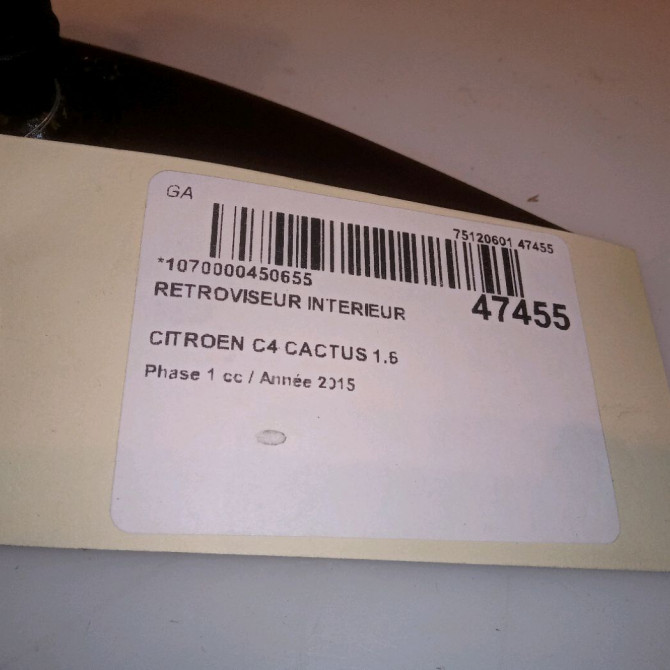 GA
75120601 47455
*1070000450655
47455
RETROVISEUR INTERIEUR
CITROEN C4 CACTUS 1.6
Phase 1 cc / Année 2015